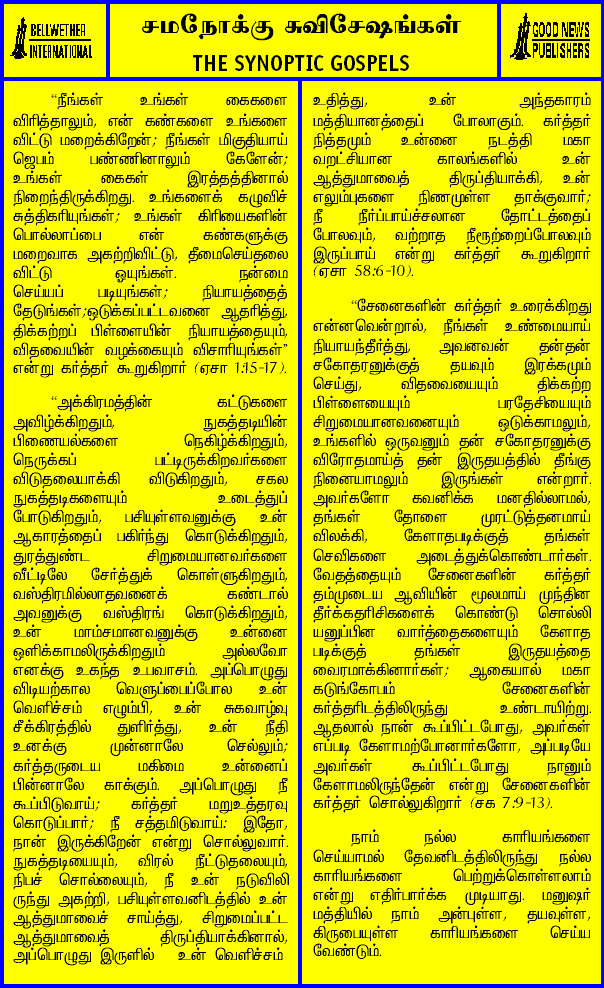 BELLWETHER
INTERNATIONAL
சமநோக்கு சுவிசேஷங்கள்
THE SYNOPTIC GOSPELS
GOOD NEWS
PUBLISHERS
“நீங்கள் உங்கள் கைகளை
விரித்தாலும், என் கண்களை உங்களை
விட்டு மறைக்கிறேன்; நீங்கள் மிகுதியாய்
ஜெபம் பண்ணினாலும் கேளேன்;
உங்கள் கைகள் இரத்தத்தினால்
நிறைந்திருக்கிறது. உங்களைக் கழுவிச்
சுத்திகரியுங்கள்; உங்கள் கிரியைகளின்
பொல்லாப்பை என் கண்களுக்கு
மறைவாக அகற்றிவிட்டு, தீமைசெய்தலை
விட்டு ஓயுங்கள். நன்மை
செய்யப் படியுங்கள்; நியாயத்தைத்
தேடுங்கள்;ஒடுக்கப்பட்டவனை ஆதரித்து,
திக்கற்றப் பிள்ளையின் நியாயத்தையும்,
விதவையின் வழக்கையும் விசாரியுங்கள்”
என்று கர்த்தர் கூறுகிறார் (ஏசா 1:15-17).
“அக்கிரமத்தின் கட்டுகளை
அவிழ்க்கிறதும், நுகத்தடியின்
பிணையல்களை நெகிழ்க்கிறதும்,
நெருக்கப் பட்டிருக்கிறவர்களை
விடுதலையாக்கி விடுகிறதும், சகல
நுகத்தடிகளையும் உடைத்துப்
போடுகிறதும், பசியுள்ளவனுக்கு உன்
ஆகாரத்தைப் பகிர்ந்து கொடுக்கிறதும்,
துரத்துண்ட சிறுமையானவர்களை
வீட்டிலே சேர்த்துக் கொள்ளுகிறதும்,
வஸ்திரமில்லாதவனைக் கண்டால்
அவனுக்கு வஸ்திரங் கொடுக்கிறதும்,
உன் மாம்சமானவனுக்கு உன்னை
ஒளிக்காமலிருக்கிறதும் அல்லவோ
எனக்கு உகந்த உபவாசம். அப்பொழுது
விடியற்கால வெளுப்பைப்போல உன்
வெளிச்சம் எழும்பி, உன் சுகவாழ்வு
சீக்கிரத்தில் துளிர்த்து, உன் நீதி
உனக்கு முன்னாலே செல்லும்;
கர்த்தருடைய மகிமை உன்னைப்
பின்னாலே காக்கும். அப்பொழுது நீ
கூப்பிடுவாய்; கர்த்தர் மறுஉத்தரவு
கொடுப்பார்; நீ சத்தமிடுவாய்: இதோ,
நான் இருக்கிறேன் என்று சொல்லுவார்.
நுகத்தடியையும், விரல் நீட்டுதலையும்,
நிபச் சொல்லையும், நீ உன் நடுவிலி
ருந்து அகற்றி, பசியுள்ளவனிடத்தில் உன்
ஆத்துமாவைச் சாய்த்து, சிறுமைப்பட்ட
ஆத்துமாவைத் திருப்தியாக்கினால்,
அப்பொழுது இருளில் உன் வெளிச்சம்
உதித்து, உன் அந்தகாரம்
மத்தியானத்தைப் போலாகும். கர்த்தர்
நித்தமும் உன்னை நடத்தி மகா
வறட்சியான காலங்களில் உன்
ஆத்துமாவைத் திருப்தியாக்கி, உன்
எலும்புகளை நிணமுள்ள தாக்குவார்;
நீ நீர்ப்பாய்ச்சலான தோட்டத்தைப்
போலவும், வற்றாத நீரூற்றைப்போலவும்
இருப்பாய் என்று கர்த்தர் கூறுகிறார்
(ஏசா 58:6-10).
“சேனைகளின் கர்த்தர் உரைக்கிறது
என்னவென்றால், நீங்கள் உண்மையாய்
நியாயந்தீர்த்து, அவனவன் தன்தன்
சகோதரனுக்குத் தயவும் இரக்கமும்
செய்து, விதவையையும் திக்கற்ற
பிள்ளையையும் பரதேசியையும்
சிறுமையானவனையும் ஒடுக்காமலும்,
உங்களில் ஒருவனும் தன் சகோதரனுக்கு
விரோதமாய்த் தன் இருதயத்தில் தீங்கு
நினையாமலும் இருங்கள் என்றார்.
அவர்களோ கவனிக்க மனதில்லாமல்,
தங்கள் தோளை முரட்டுத்தனமாய்
விலக்கி, கேளாதபடிக்குத் தங்கள்
செவிகளை அடைத்துக்கொண்டார்கள்.
வேதத்தையும் சேனைகளின் கர்த்தர்
தம்முடைய ஆவியின் மூலமாய் முந்தின
தீர்க்கதரிசிகளைக் கொண்டு சொல்லி
யனுப்பின வார்த்தைகளையும் கேளாத
படிக்குத் தங்கள் இருதயத்தை
வைரமாக்கினார்கள்; ஆகையால் மகா
கடுங்கோபம் சேனைகளின்
கர்த்தரிடத்திலிருந்து உண்டாயிற்று.
ஆதலால் நான் கூப்பிட்டபோது, அவர்கள்
எப்படி கேளாமற்போனார்களோ, அப்படியே
அவர்கள் கூப்பிட்டபோது நானும்
கேளாமலிருந்தேன் என்று சேனைகளின்
கர்த்தர் சொல்லுகிறார் (சக 7:9-13).
நாம் நல்ல காரியங்களை
செய்யாமல் தேவனிடத்திலிருந்து நல்ல
காரியங்களை பெற்றுக்கொள்ளலாம்
என்று எதிர்பார்க்க முடியாது. மனுஷர்
மத்தியில் நாம் அன்புள்ள, தயவுள்ள,
கிருபையுள்ள காரியங்களை செய்ய
வேண்டும்.